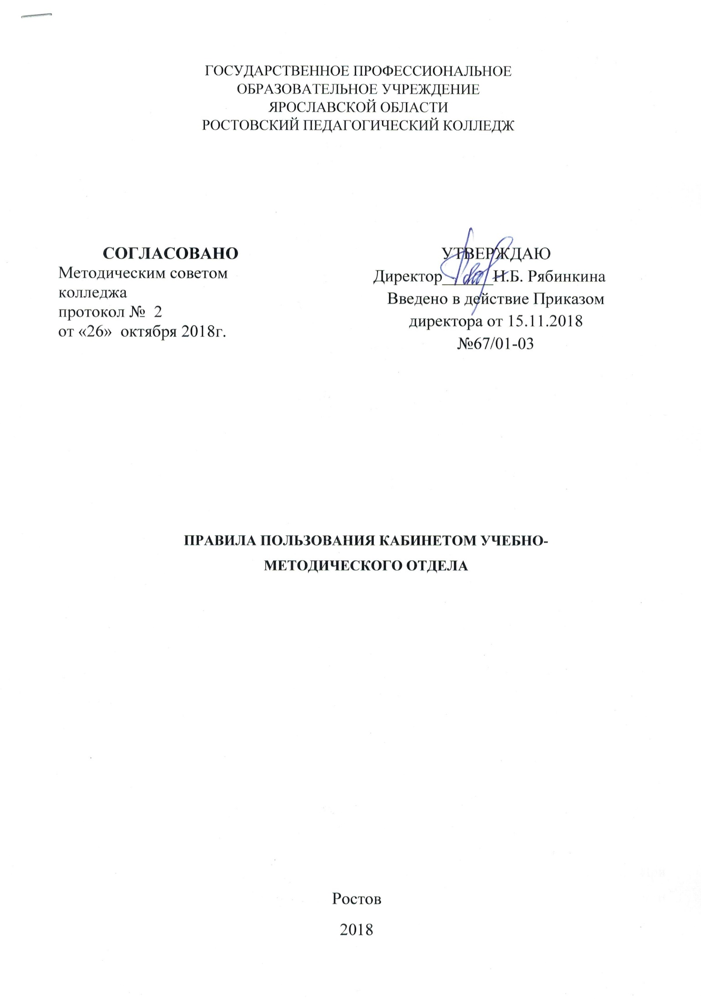 ГОСУДАРСТВЕННОЕ ПРОФЕССИОНАЛЬНОЕ
ОБРАЗОВАТЕЛЬНОЕ УЧРЕЖДЕНИЕ
ЯРОСЛАВСКОЙ ОБЛАСТИ
РОСТОВСКИЙ ПЕДАГОГИЧЕСКИЙ КОЛЛЕДЖ
СОГЛАСОВАНО
Методическим советом
колледжа
протокол № 2
от «26» октября 2018г.
УТВЕРЖДАЮ
Директор______Н.Б. Рябинкина
Введено в действие Приказом
директора от 15.11.2018
№67/01-03
ПРАВИЛА ПОЛЬЗОВАНИЯ КАБИНЕТОМ УЧЕБНО-
МЕТОДИЧЕСКОГО ОТДЕЛА
Ростов
2018